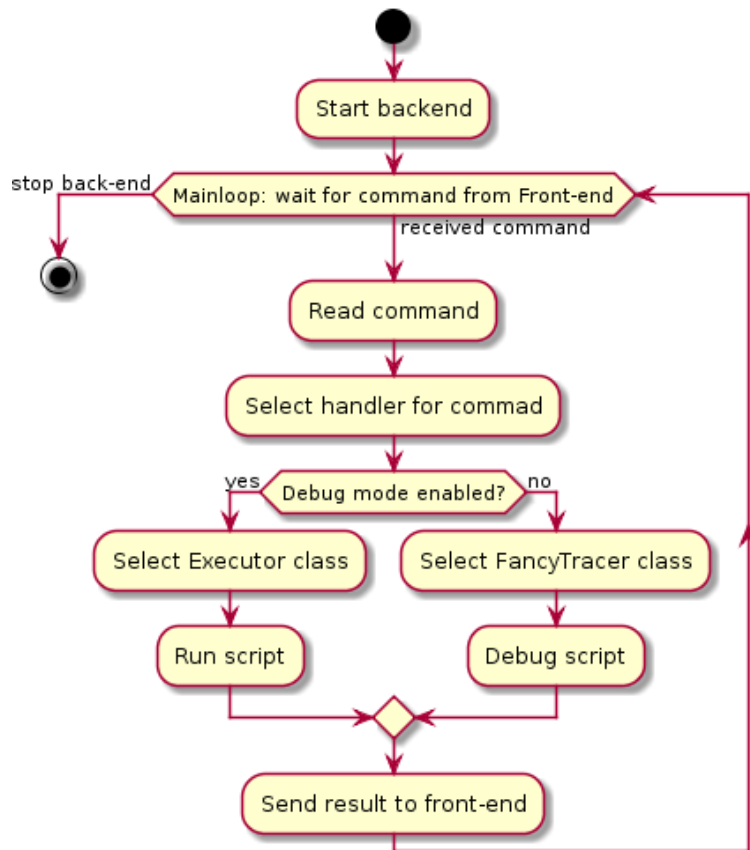 Start backend
stop back-end
Mainloop: wait for command from Front-end
received command
Read command
Select handler for commad
yes
Debug mode enabled?
no
Select Executor class
Select FancyTracer class
Run script
Debug script
Send result to front-end